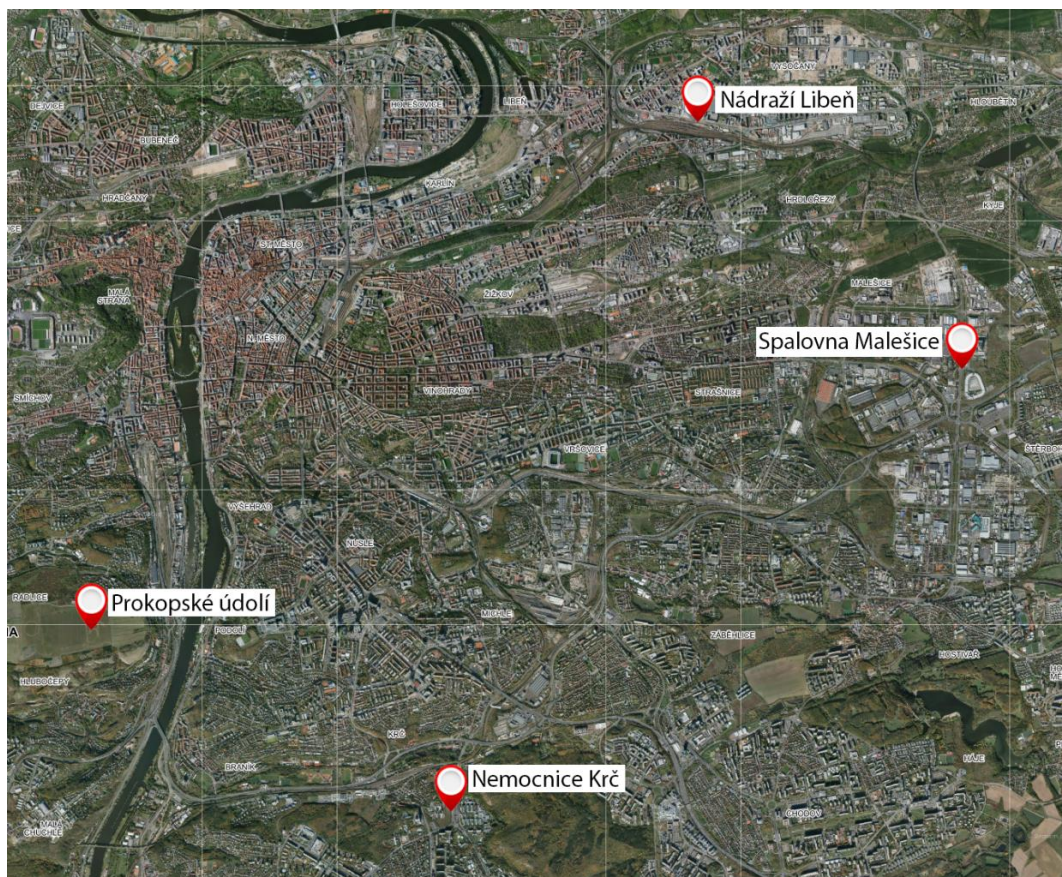 VYSOČANY
DEJVICE
HOLEŠOVICE
LIBEŇ
Nádraží Libeň
HLOUBĚTÍN
BUBENEČ
HRADČANY
KARLÍN
HRDLOŘEZY
KYJE
ST. MĚSTO
MALÁ
STRANA
ŽIŽKOV
MALEŠICE
N. MĚSTO
Spalovna Malešice
VINOHRADY
STRAŠNICE
SMÍCHOV
VRŠOVICE
ŠTĚRBO
VYŠEHRAD
NUSLE
RADLICE
Prokopské údolí
MICHLE
PODOLÍ
ZÁBĚHLICE
HOSTIVAŘ
HLUBOČEPY
KRČ
BRANÍK
HÁJE
Nemocnice Krč
MALÁ
CHUCHLE
CHODOV